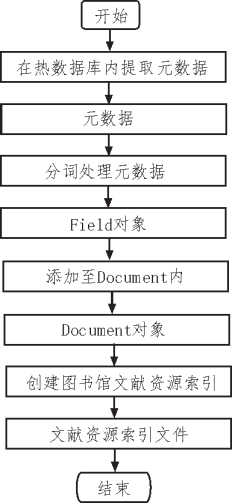 开始
在热数据库内提取元数据
元数据
分词处理元数据
Field对象
添加至Document内
Document对象
创建图书馆文献资源索引
文献资源索引文件
结束